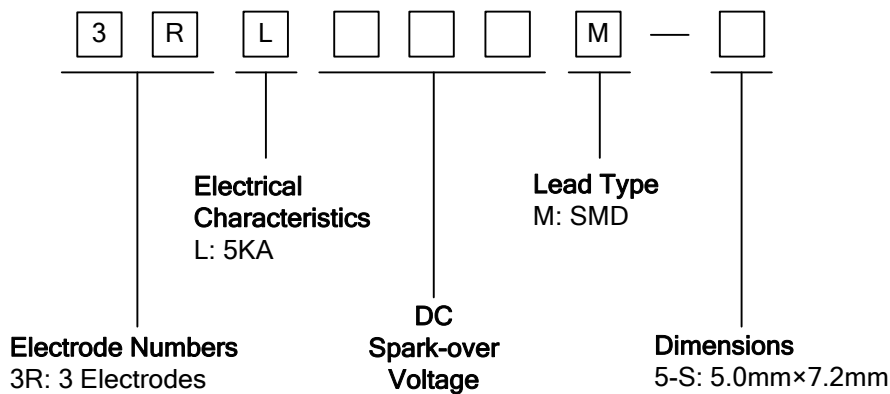 3 R L M —
Electrical
Characteristics
L: 5KA
Lead Type
M: SMD
Electrode Numbers
3R: 3 Electrodes
DC
Spark-over
Voltage
Dimensions
5-S: 5.0mm×7.2mm